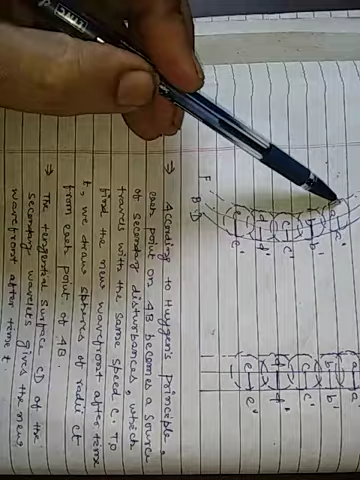 a a'
b b'
c c'
d d'
e e'
F
B D
a a
b b'
c c'
d d'
e e'
⇒ According to Huygen's principle,
each point on AB becomes a source
of secondary disturbances, which
travels with the same speed c. To
find the new wavefront after time
t, we draw spheres of radii ct
from each point of AB.
⇒ The tangential surface CD of the
secondary wavelets gives the new
wavefront after time t.